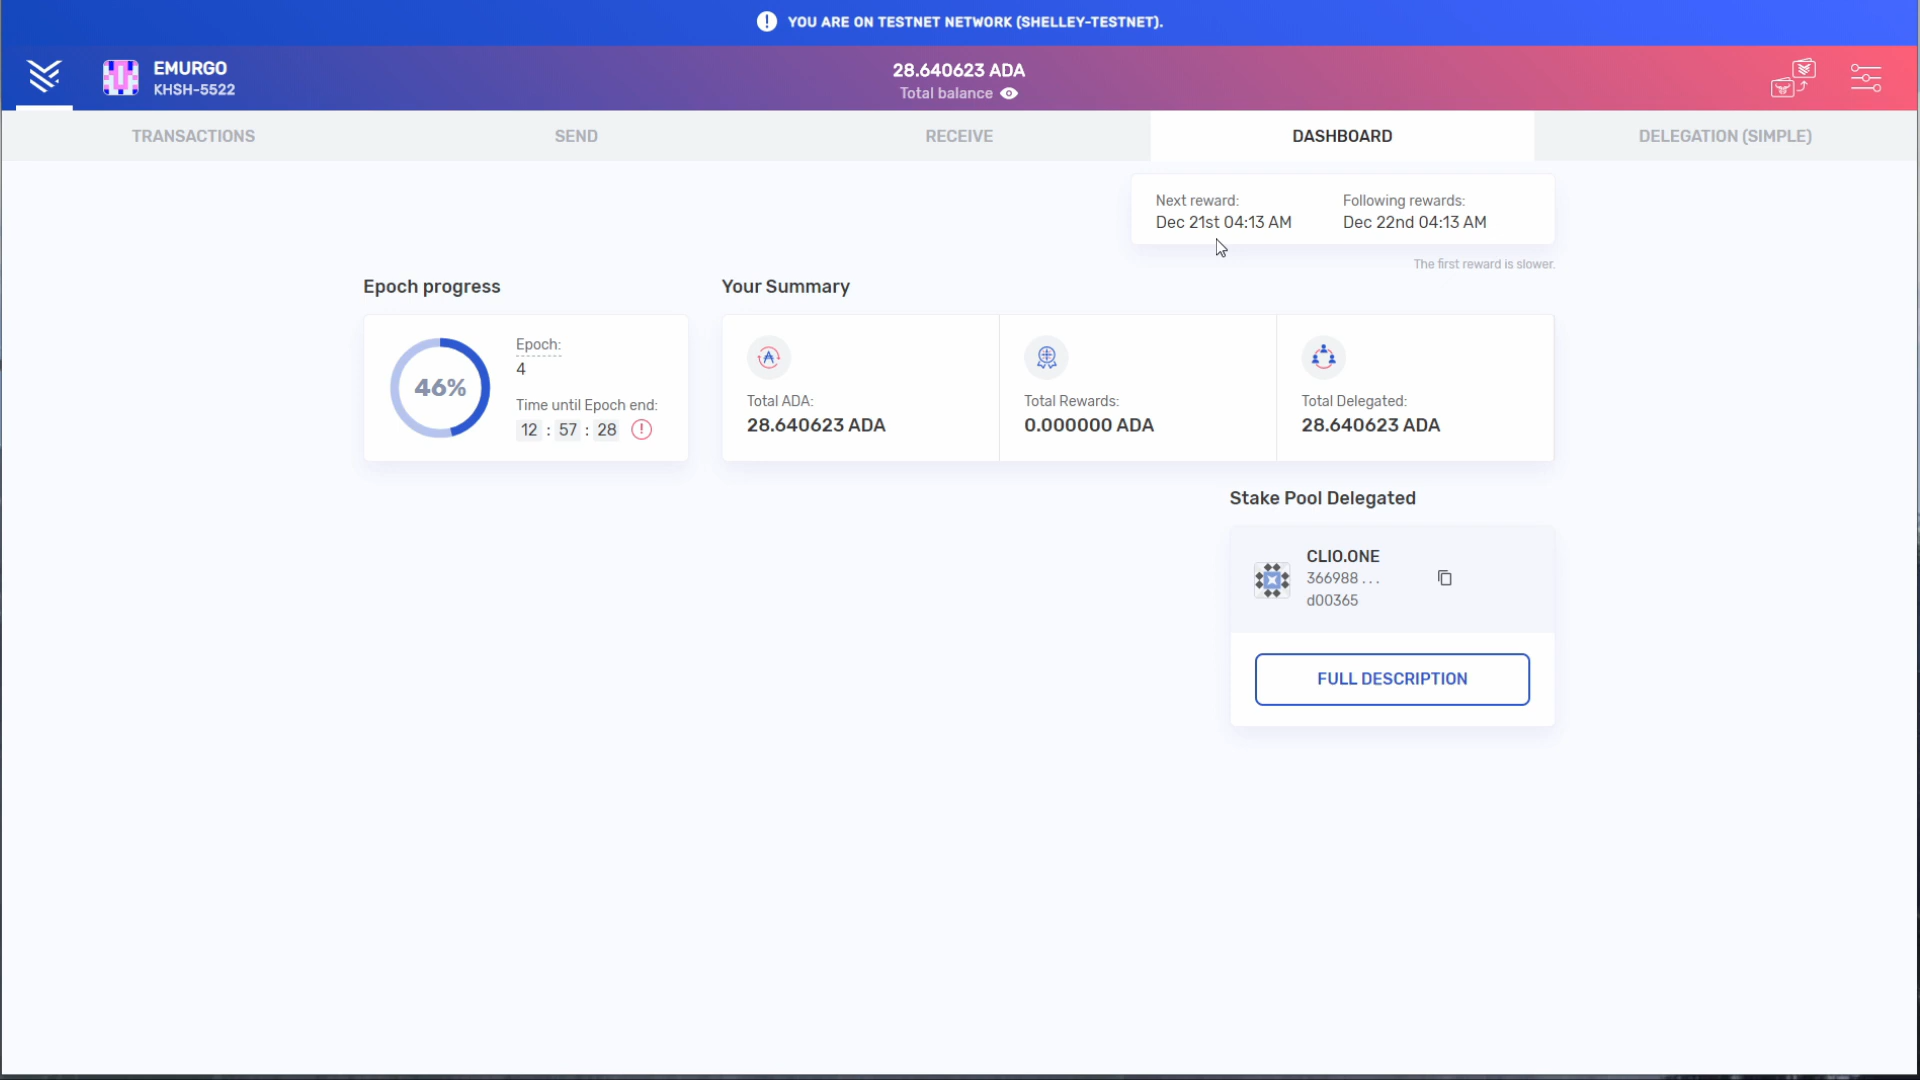 YOU ARE ON TESTNET NETWORK (SHELLEY-TESTNET).
EMURGO
KHSH-5522
28.640623 ADA
Total balance
TRANSACTIONS
SEND
RECEIVE
DASHBOARD
DELEGATION (SIMPLE)
Next reward:
Dec 21st 04:13 AM
Following rewards:
Dec 22nd 04:13 AM
The first reward is slower.
Epoch progress
46%
Epoch:
4
Time until Epoch end:
12 : 57 : 28
Your Summary
Total ADA:
28.640623 ADA
Total Rewards:
0.000000 ADA
Total Delegated:
28.640623 ADA
Stake Pool Delegated
CLIO.ONE
366988 . . .
d00365
FULL DESCRIPTION